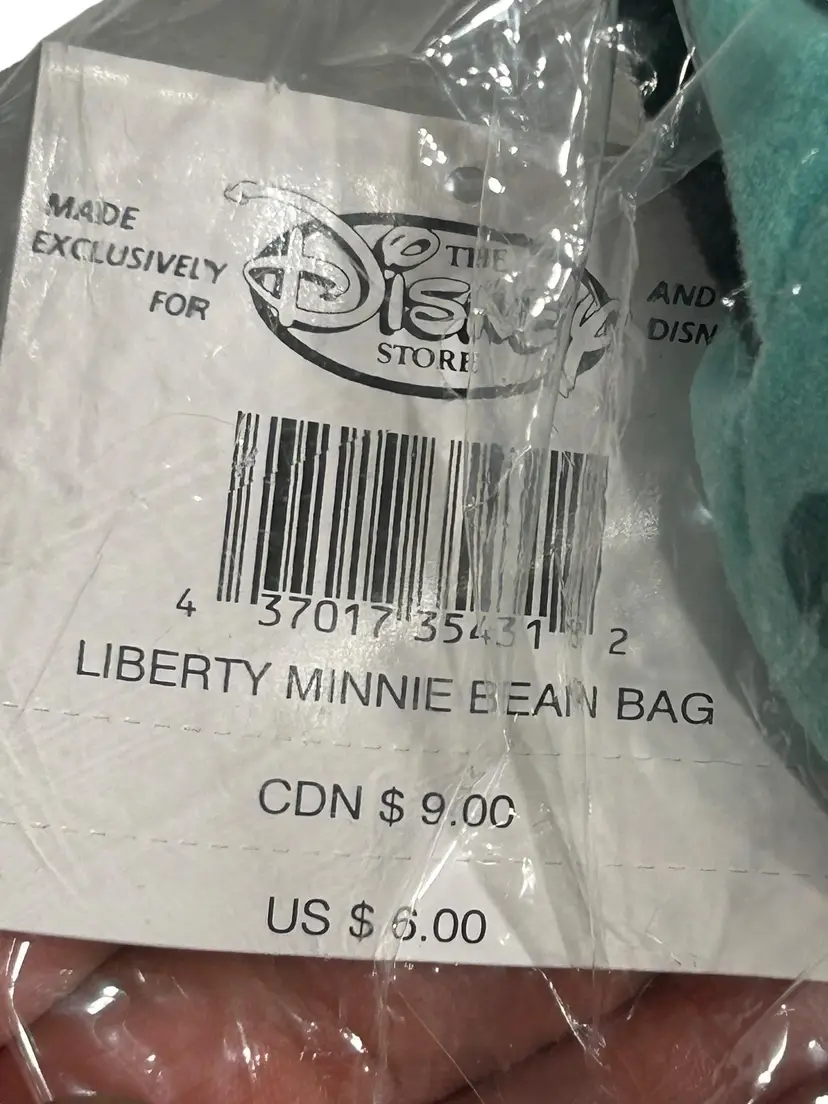 MADE
EXCLUSIVELY
FOR
THE
DISNEY
STORE
AND
DISN
4 37017 35431 2
LIBERTY MINNIE BEAN BAG
CDN $ 9.00
US $ 6.00